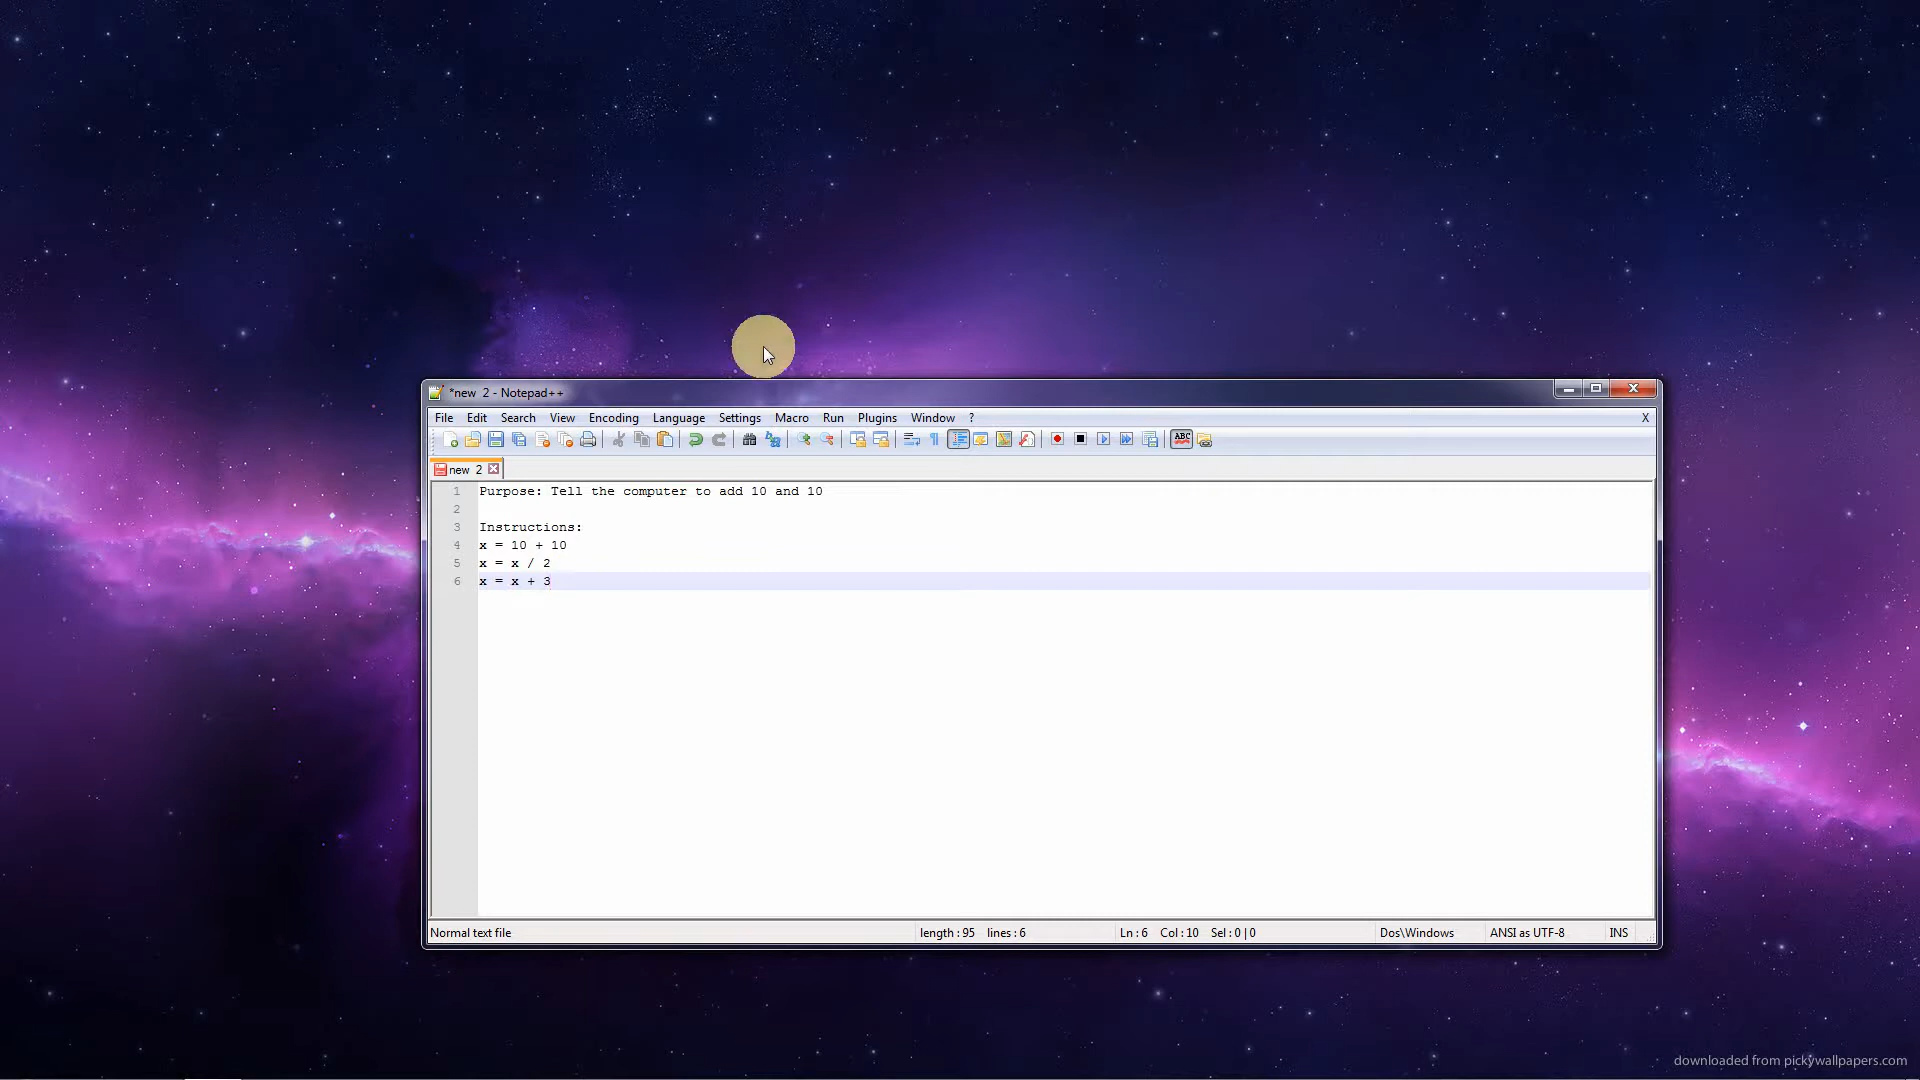 *new 2 - Notepad++
File Edit Search View Encoding Language Settings Macro Run Plugins Window ? X
ABC
new 2
1 Purpose: Tell the computer to add 10 and 10
2
3 Instructions:
4 x = 10 + 10
5 x = x / 2
6 x = x + 3
Normal text file length : 95 lines : 6 Ln : 6 Col : 10 Sel : 0 | 0 Dos\Windows ANSI as UTF-8 INS
downloaded from pickywallpapers.com